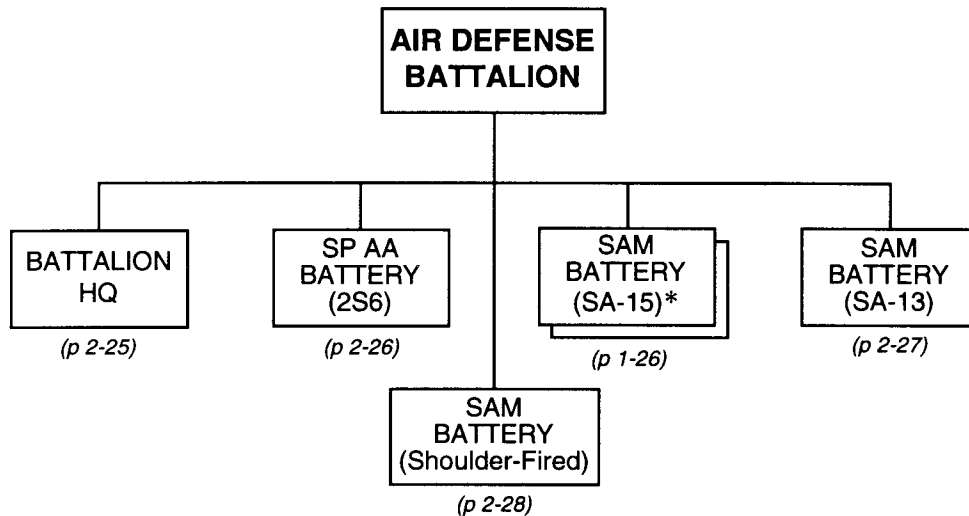 AIR DEFENSE
BATTALION
BATTALION
HQ
(p 2-25)
SP AA
BATTERY
(2S6)
(p 2-26)
SAM
BATTERY
(SA-15)*
(p 1-26)
SAM
BATTERY
(SA-13)
(p 2-27)
SAM
BATTERY
(Shoulder-Fired)
(p 2-28)